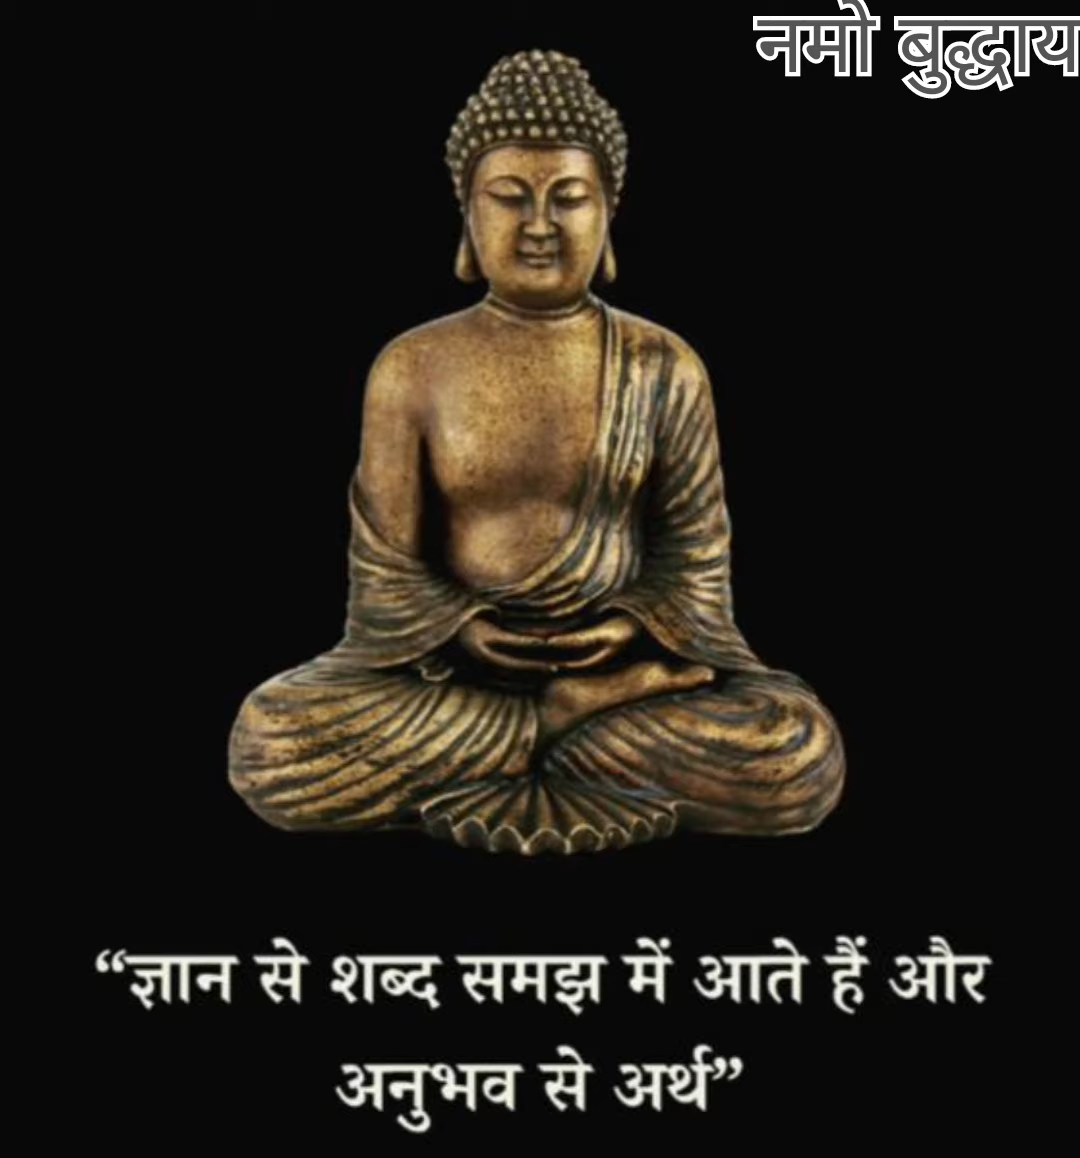 नमो बुद्धाय
“ज्ञान से शब्द समझ में आते हैं और
अनुभव से अर्थ”